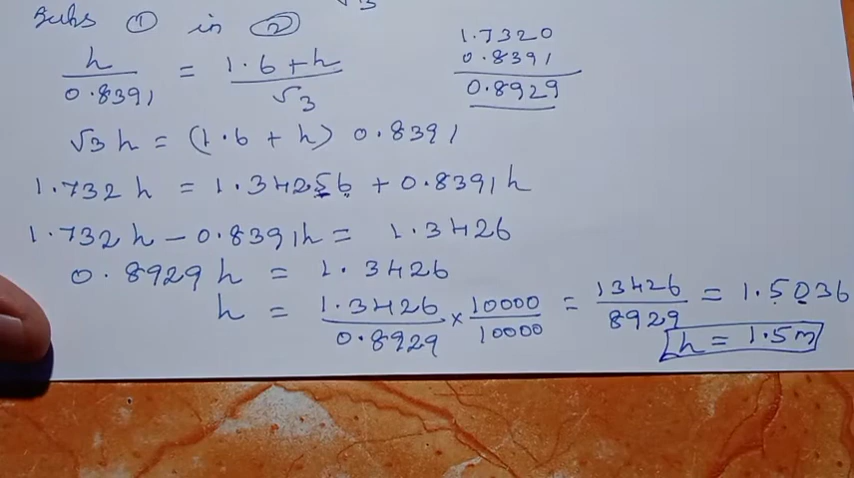 √3
Subs ① in ②
h/0.8391 = 1.6+h/√3
1.7320
0.8391
0.8929
√3 h = (1.6 + h) 0.8391
1.732 h = 1.34256 + 0.8391 h
1.732 h – 0.8391h = 1.3426
0.8929 h = 1.3426
h = 1.3426/0.8929 × 10000/10000 = 13426/8929 = 1.5036
h = 1.5m